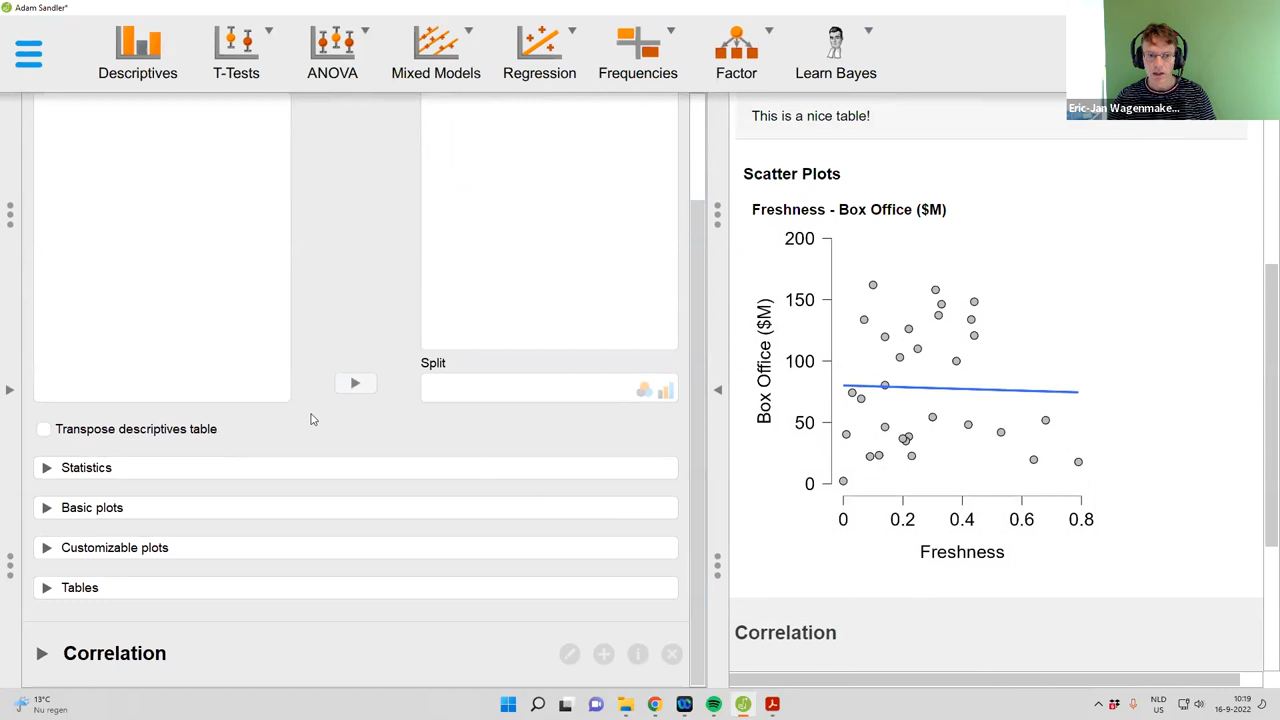 Adam Sandler*
Descriptives
T-Tests
ANOVA
Mixed Models
Regression
Frequencies
Factor
Learn Bayes
Eric-Jan Wagenmake...
This is a nice table!
Scatter Plots
Freshness - Box Office ($M)
200
150
100
50
0
Box Office ($M)
0 0.2 0.4 0.6 0.8
Freshness
Split
Transpose descriptives table
Statistics
Basic plots
Customizable plots
Tables
Correlation
Correlation
13°C
Nu regen
NLD
US
10:19
16-9-2022